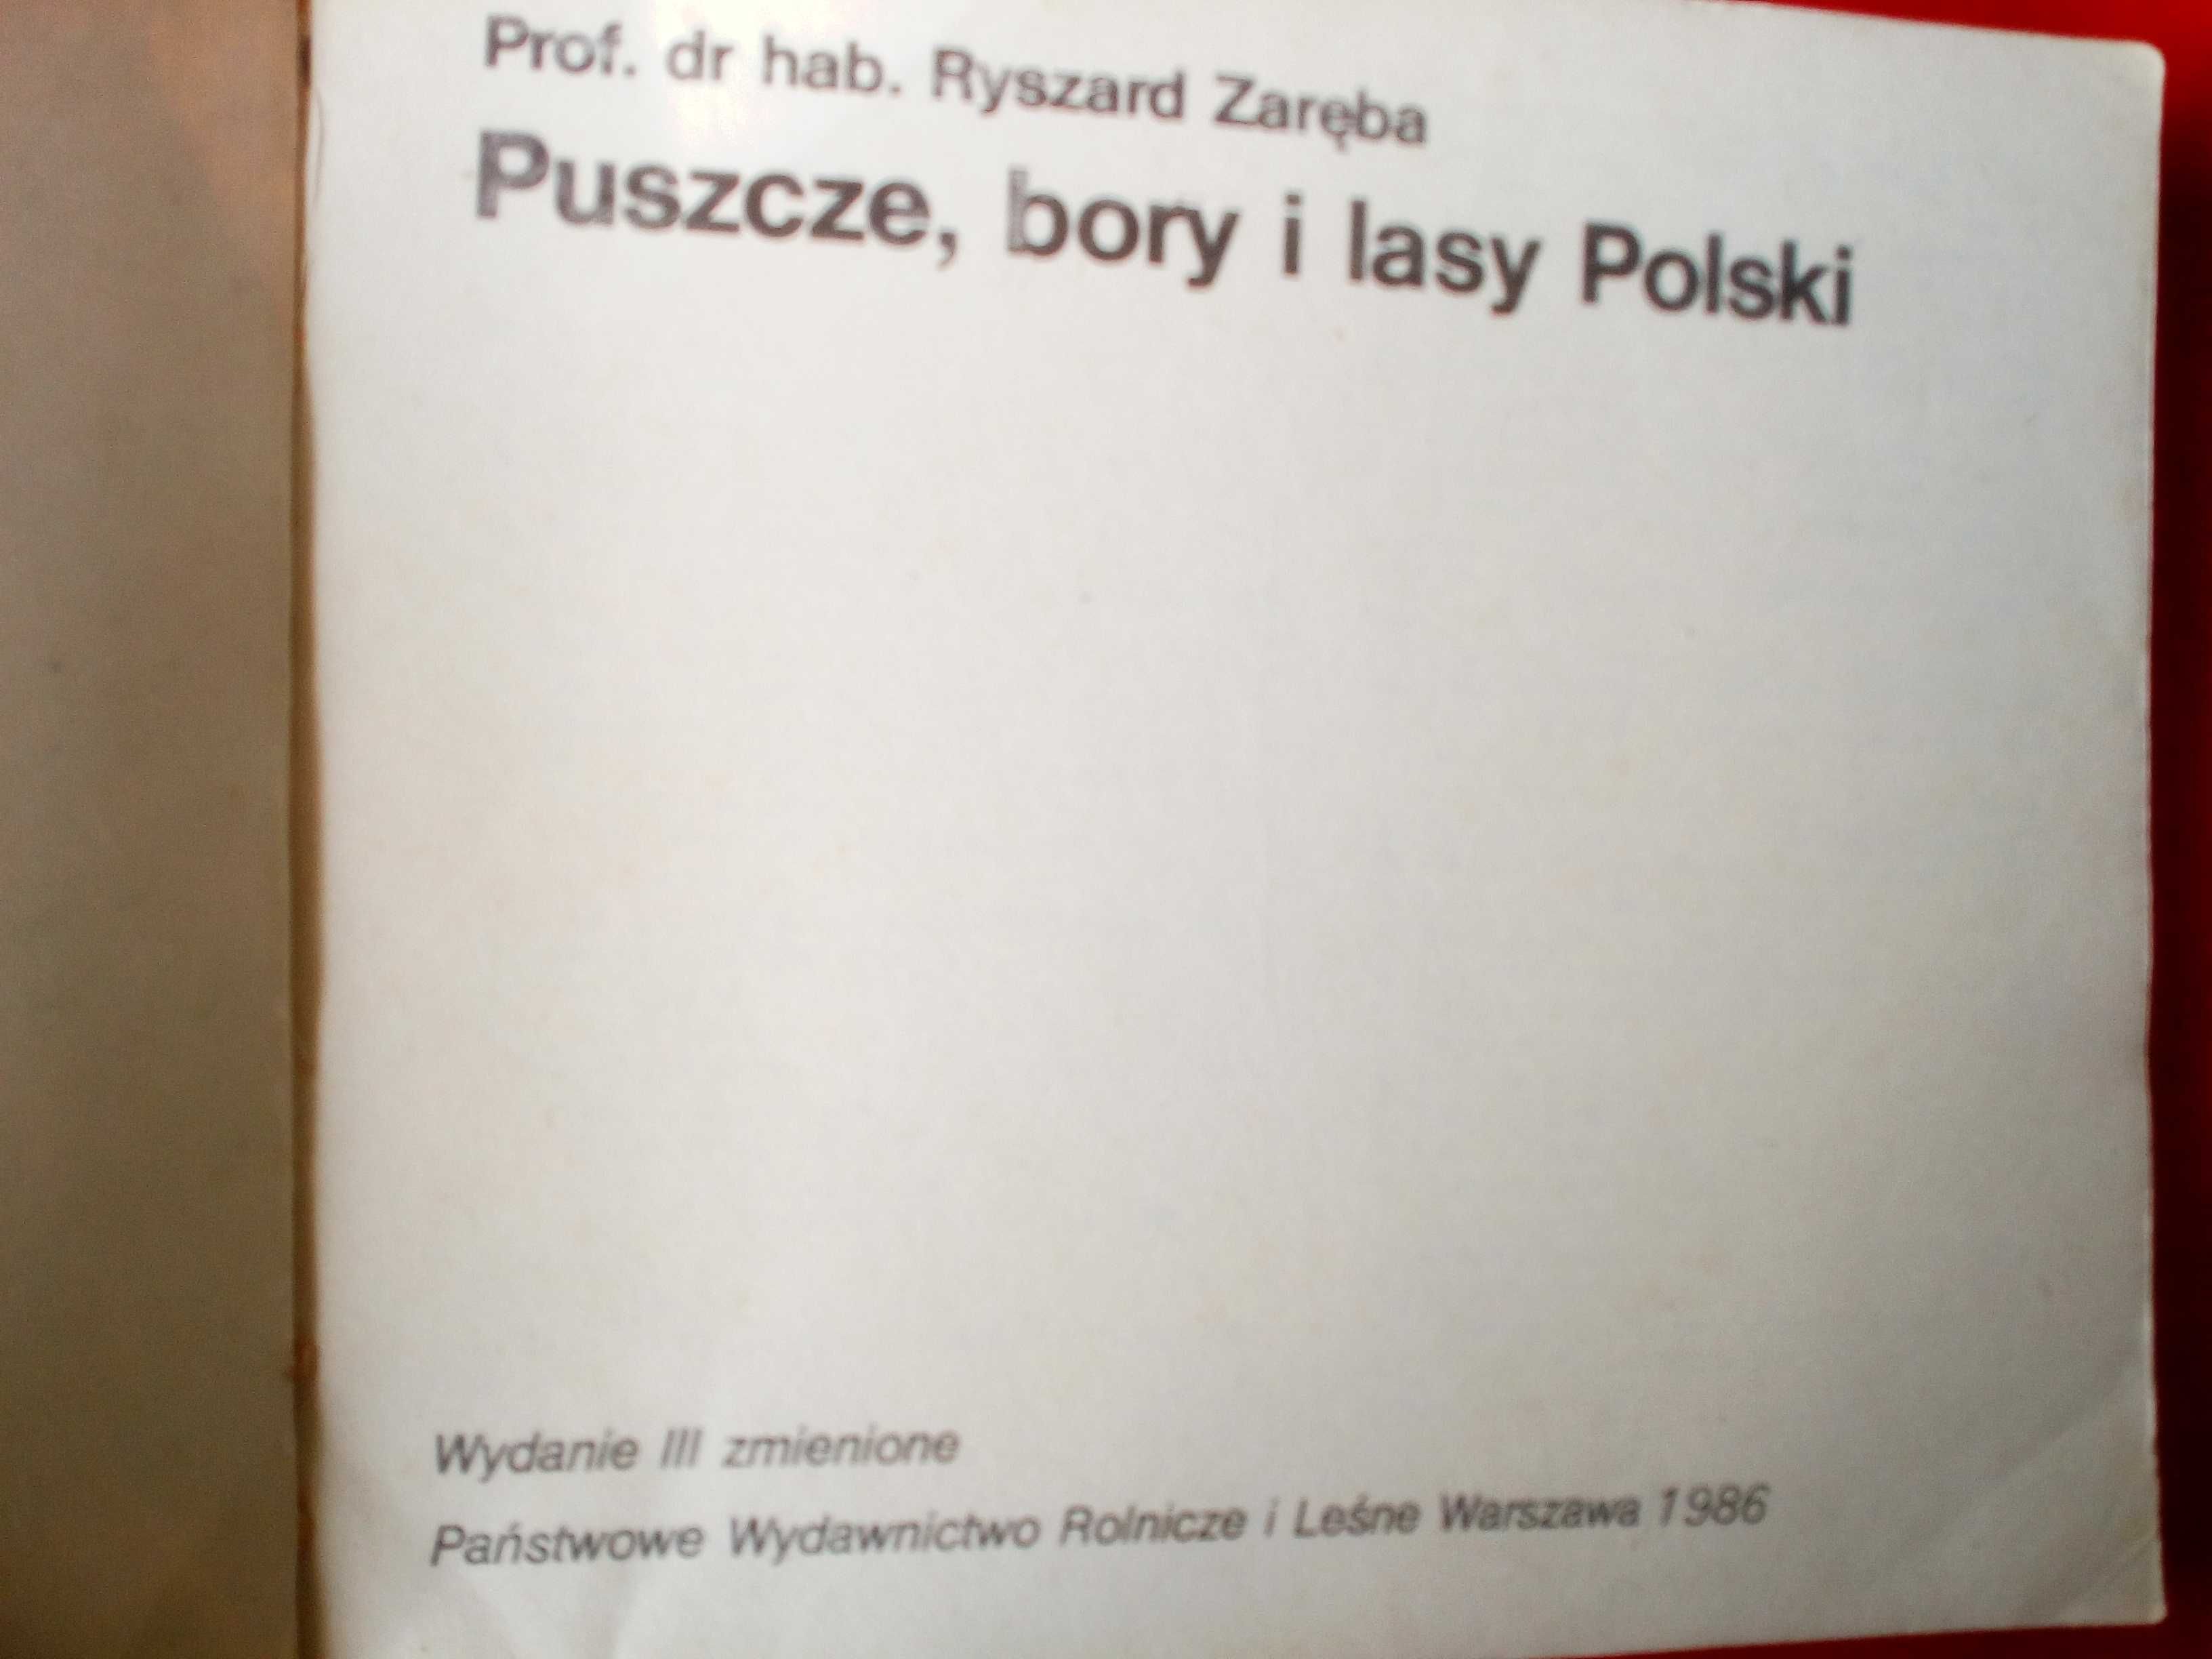 Prof. dr hab. Ryszard Zaręba
Puszcze, bory i lasy Polski
Wydanie III zmienione
Państwowe Wydawnictwo Rolnicze i Leśne Warszawa 1986